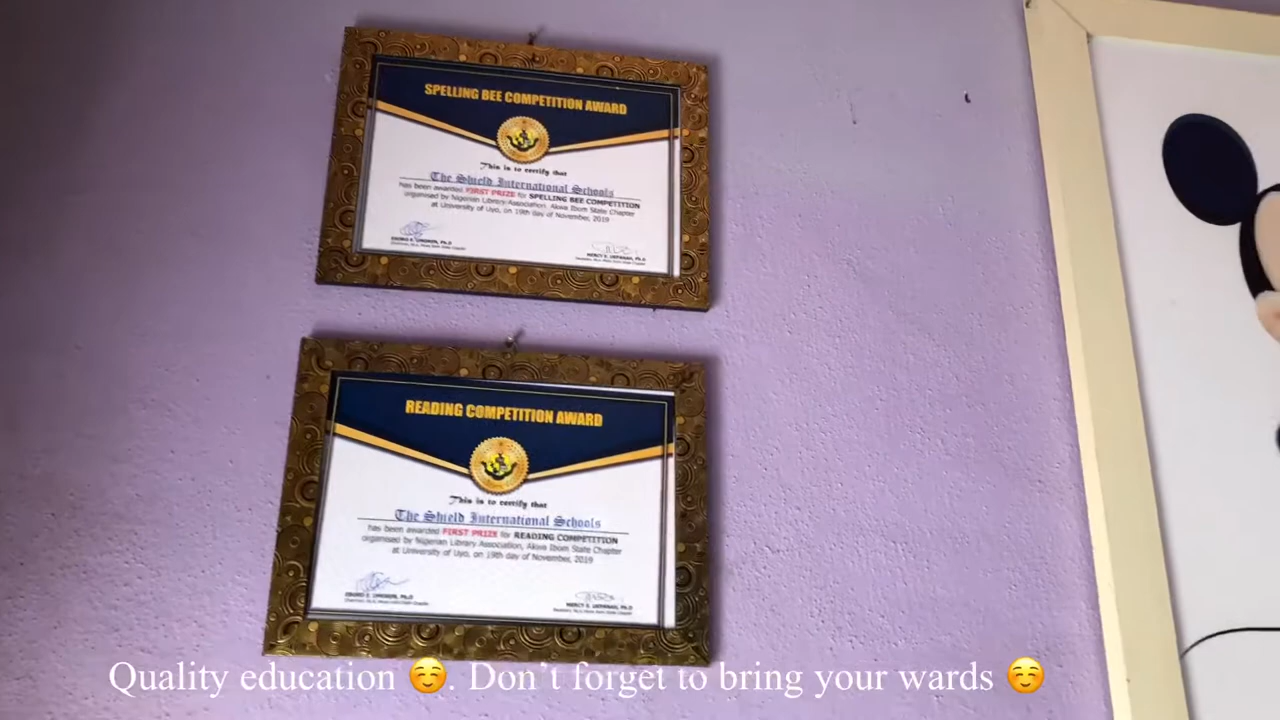 SPELLING BEE COMPETITION AWARD
This is to certify that
The Shield International Schools
has been awarded FIRST PRIZE for SPELLING BEE COMPETITION
organised by Nigerian Library Association, Akwa Ibom State Chapter
at University of Uyo, on 19th day of November, 2019
READING COMPETITION AWARD
This is to certify that
The Shield International Schools
has been awarded FIRST PRIZE for READING COMPETITION
organised by Nigerian Library Association, Akwa Ibom State Chapter
at University of Uyo, on 19th day of November, 2019
Quality education ☺️. Don't forget to bring your wards ☺️